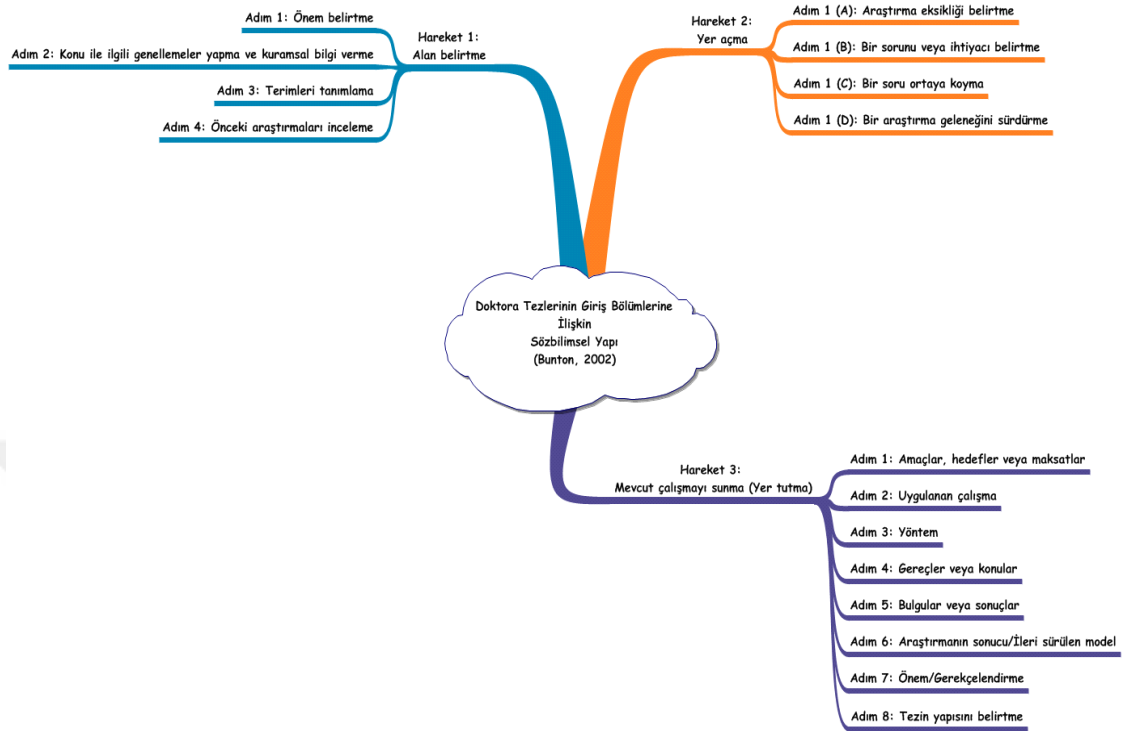 Doktora Tezlerinin Giriş Bölümlerine
İlişkin
Sözbilimsel Yapı
(Bunton, 2002)
Hareket 1:
Alan belirtme
Adım 1: Önem belirtme
Adım 2: Konu ile ilgili genellemeler yapma ve kuramsal bilgi verme
Adım 3: Terimleri tanımlama
Adım 4: Önceki araştırmaları inceleme
Hareket 2:
Yer açma
Adım 1 (A): Araştırma eksikliği belirtme
Adım 1 (B): Bir sorunu veya ihtiyacı belirtme
Adım 1 (C): Bir soru ortaya koyma
Adım 1 (D): Bir araştırma geleneğini sürdürme
Hareket 3:
Mevcut çalışmayı sunma (Yer tutma)
Adım 1: Amaçlar, hedefler veya maksatlar
Adım 2: Uygulanan çalışma
Adım 3: Yöntem
Adım 4: Gereçler veya konular
Adım 5: Bulgular veya sonuçlar
Adım 6: Araştırmanın sonucu/İleri sürülen model
Adım 7: Önem/Gerekçelendirme
Adım 8: Tezin yapısını belirtme